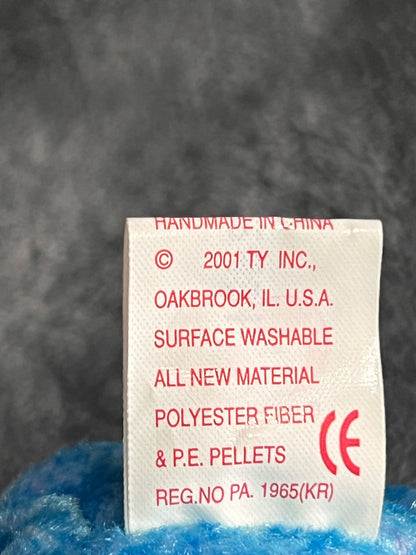 HANDMADE IN CHINA
© 2001 TY INC.,
OAKBROOK, IL. U.S.A.
SURFACE WASHABLE
ALL NEW MATERIAL
POLYESTER FIBER
& P.E. PELLETS CE
REG.NO PA. 1965(KR)